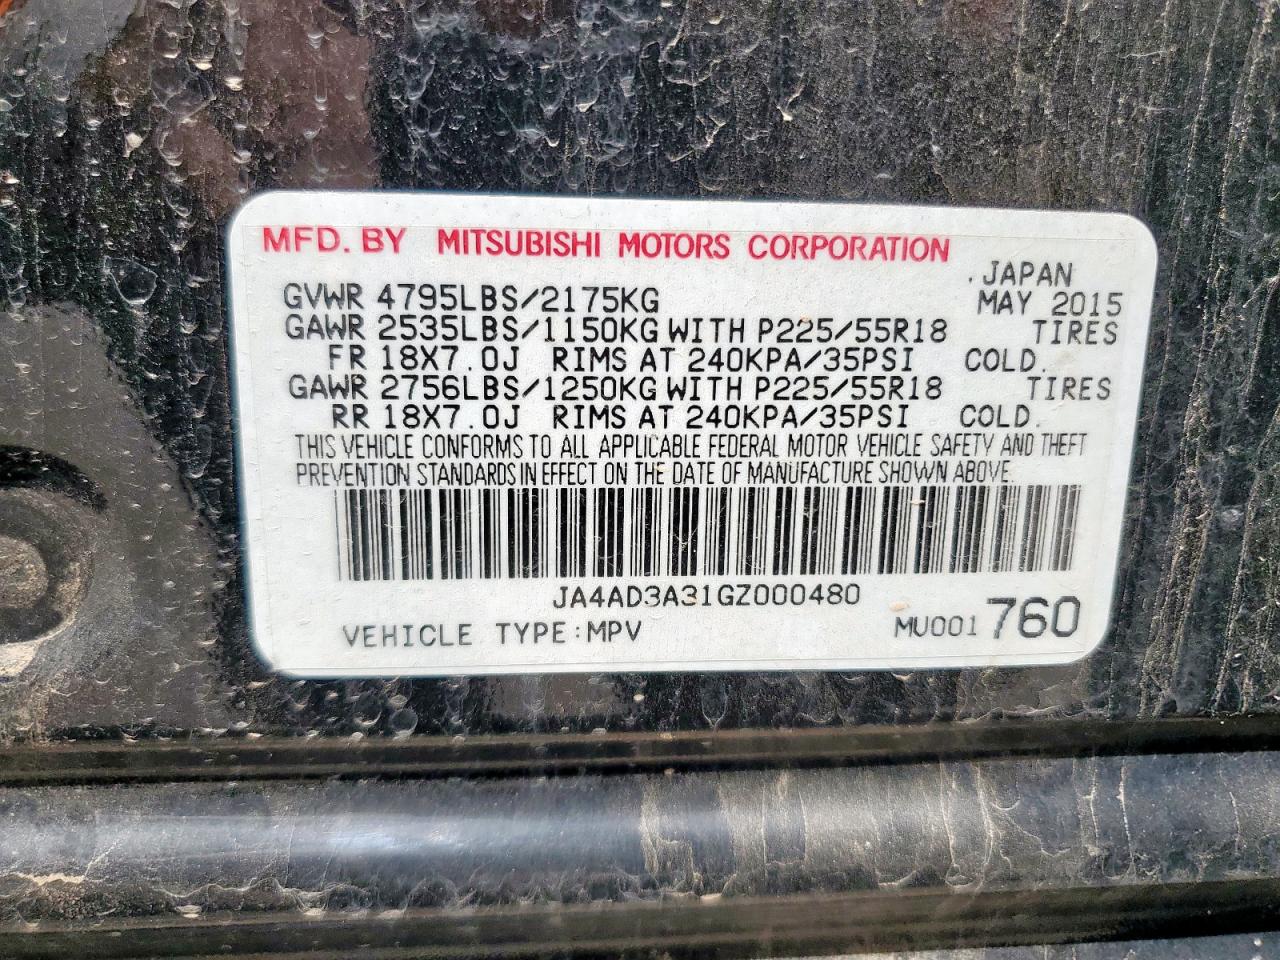 MFD. BY MITSUBISHI MOTORS CORPORATION
. JAPAN
GVWR 4795LBS/2175KG MAY 2015
GAWR 2535LBS/1150KG WITH P225/55R18 TIRES
FR 18X7.0J RIMS AT 240KPA/35PSI COLD.
GAWR 2756LBS/1250KG WITH P225/55R18 TIRES
RR 18X7.0J RIMS AT 240KPA/35PSI COLD.
THIS VEHICLE CONFORMS TO ALL APPLICABLE FEDERAL MOTOR VEHICLE SAFETY AND THEFT
PREVENTION STANDARDS IN EFFECT ON THE DATE OF MANUFACTURE SHOWN ABOVE.
JA4AD3A31GZ000480
VEHICLE TYPE:MPV MU001 760